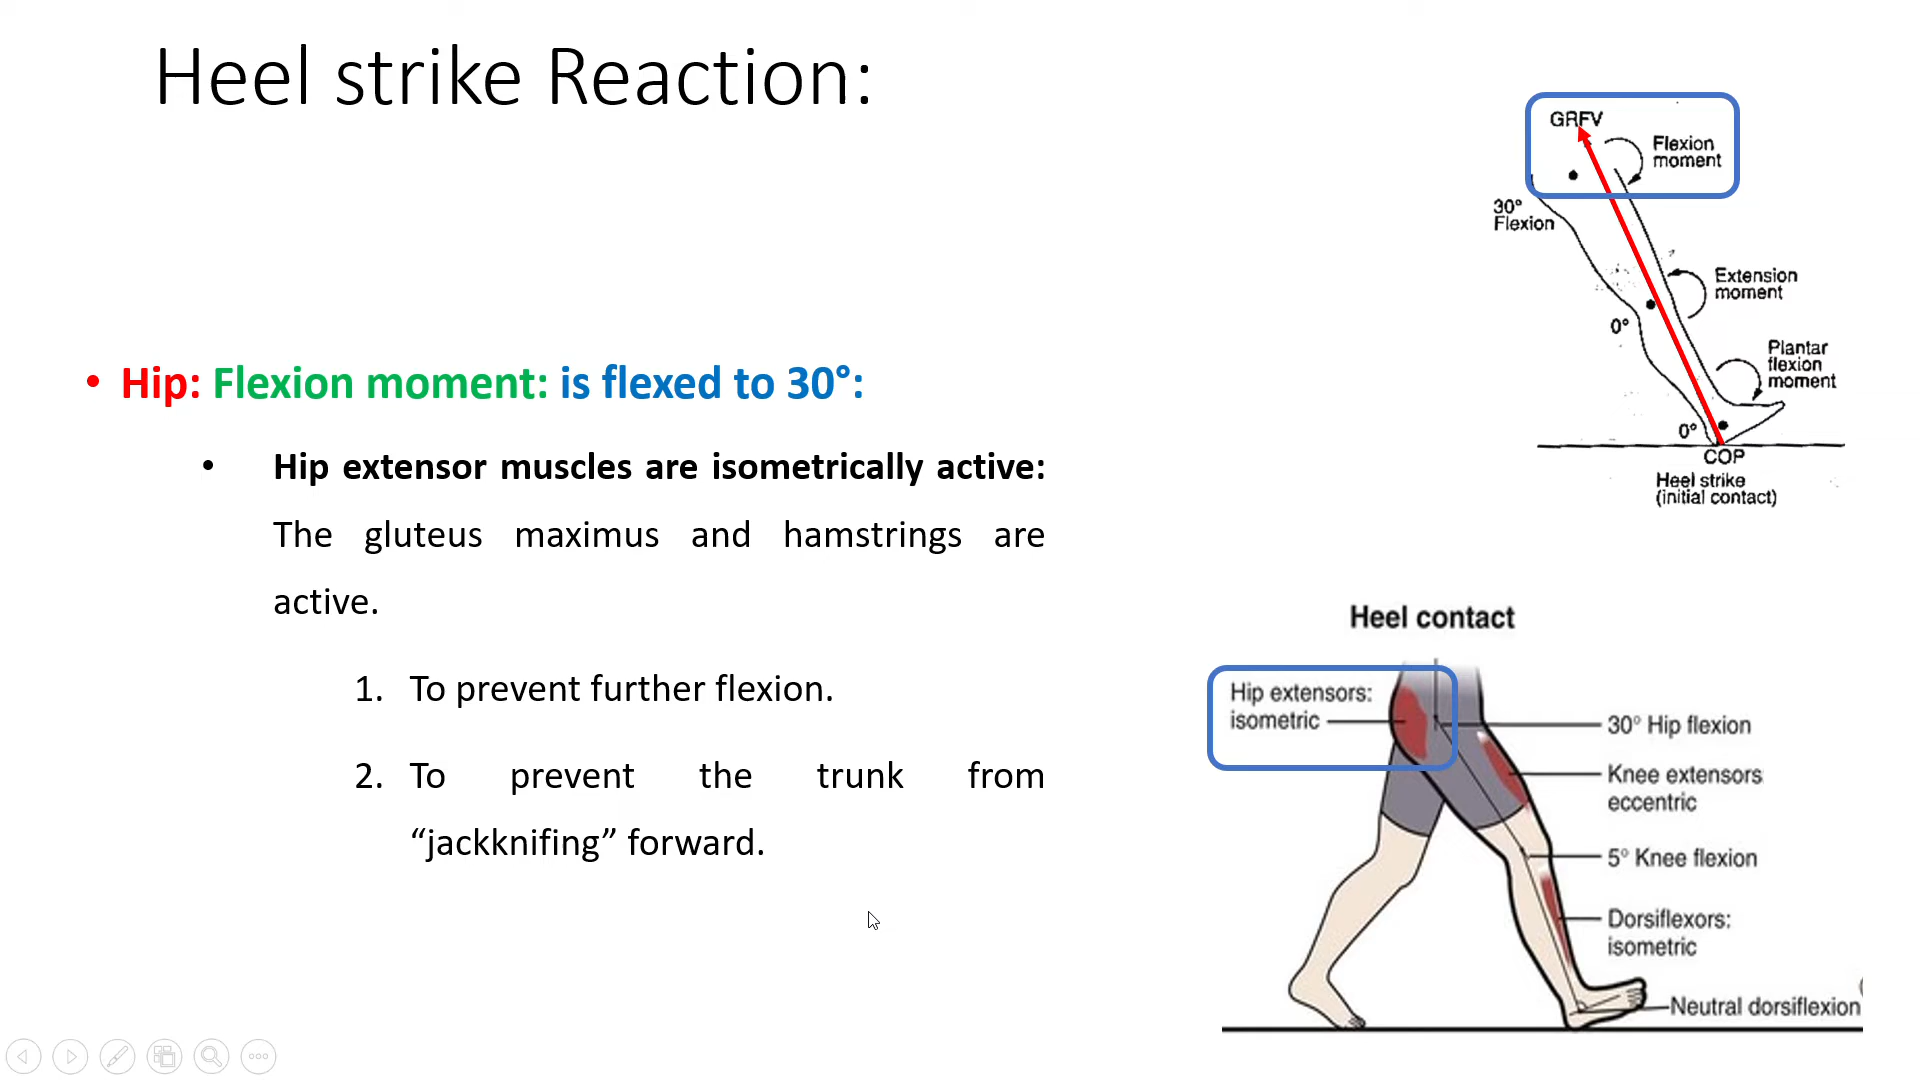 Heel strike Reaction:
• Hip: Flexion moment: is flexed to 30°:
• Hip extensor muscles are isometrically active:
The gluteus maximus and hamstrings are
active.
1. To prevent further flexion.
2. To prevent the trunk from
“jackknifing” forward.
GRFV
Flexion
moment
30°
Flexion
Extension
moment
0°
Plantar
flexion
moment
0°
COP
Heel strike
(initial contact)
Heel contact
Hip extensors:
isometric
30° Hip flexion
Knee extensors
eccentric
5° Knee flexion
Dorsiflexors:
isometric
Neutral dorsiflexion